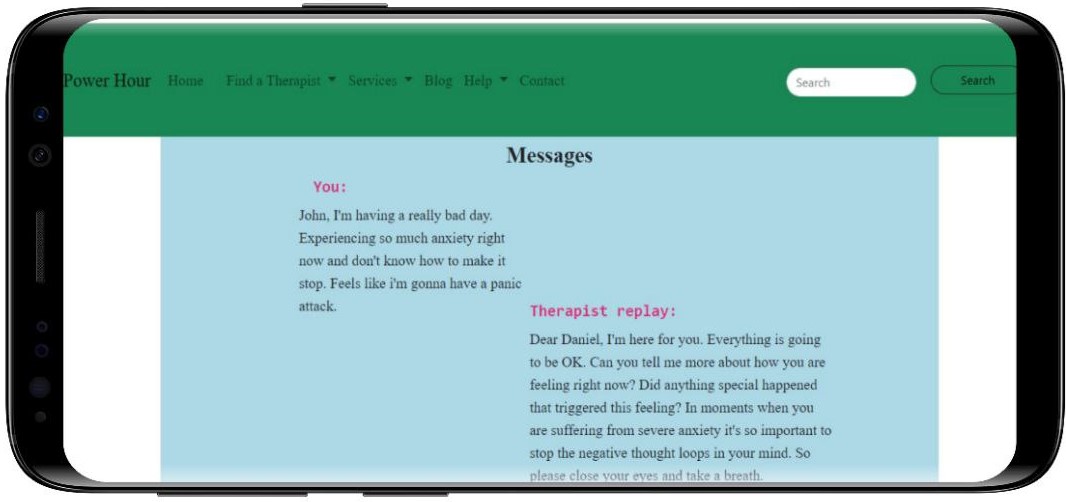 Power Hour Home Find a Therapist Services Blog Help Contact Search Search
Messages
You:
John, I'm having a really bad day.
Experiencing so much anxiety right
now and don't know how to make it
stop. Feels like i'm gonna have a panic
attack.
Therapist replay:
Dear Daniel, I'm here for you. Everything is going
to be OK. Can you tell me more about how you are
feeling right now? Did anything special happened
that triggered this feeling? In moments when you
are suffering from severe anxiety it's so important to
stop the negative thought loops in your mind. So
please close your eyes and take a breath.